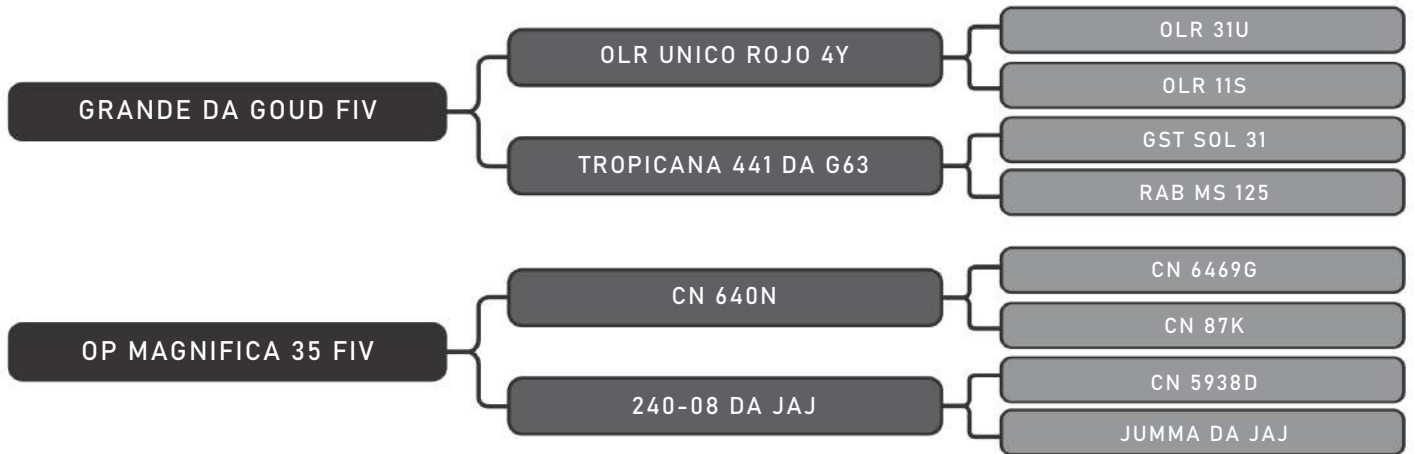 GRANDE DA GOUD FIV
OLR UNICO ROJO 4Y
OLR 31U
OLR 11S
TROPICANA 441 DA G63
GST SOL 31
RAB MS 125
OP MAGNIFICA 35 FIV
CN 640N
CN 6469G
CN 87K
240-08 DA JAJ
CN 5938D
JUMMA DA JAJ